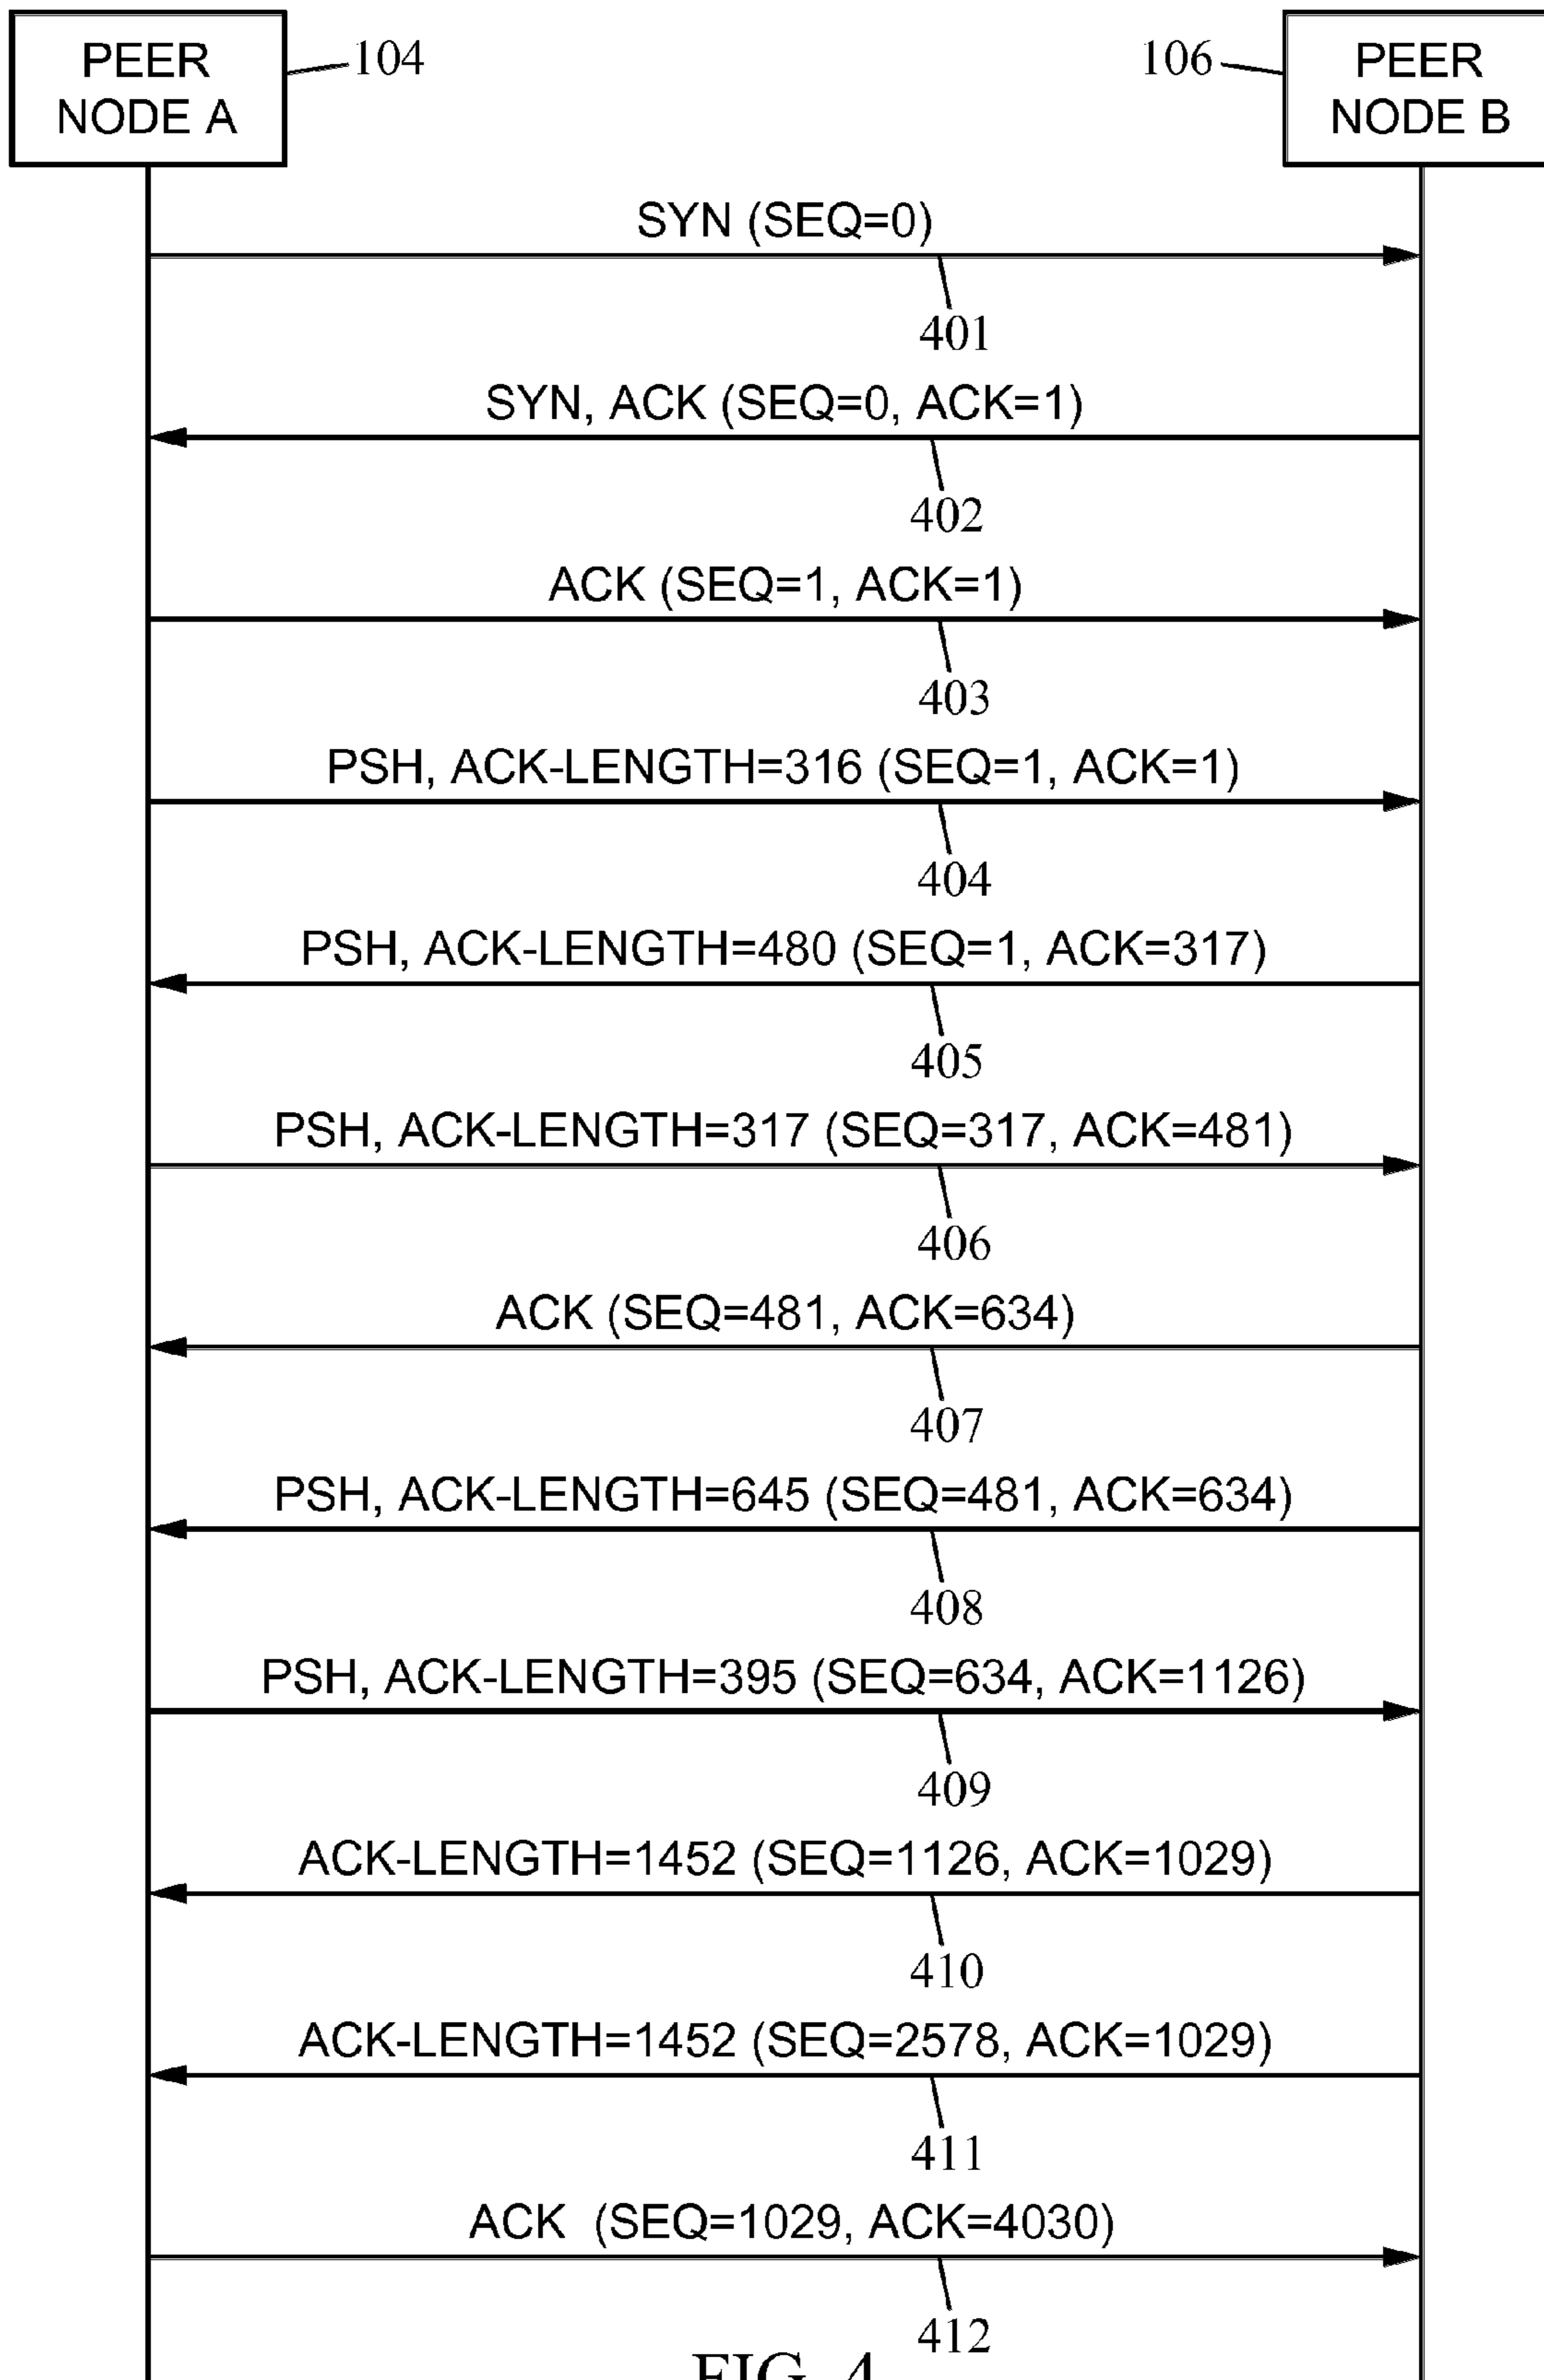 PEER
NODE A
104
106
PEER
NODE B
SYN (SEQ=0)
401
SYN, ACK (SEQ=0, ACK=1)
402
ACK (SEQ=1, ACK=1)
403
PSH, ACK-LENGTH=316 (SEQ=1, ACK=1)
404
PSH, ACK-LENGTH=480 (SEQ=1, ACK=317)
405
PSH, ACK-LENGTH=317 (SEQ=317, ACK=481)
406
ACK (SEQ=481, ACK=634)
407
PSH, ACK-LENGTH=645 (SEQ=481, ACK=634)
408
PSH, ACK-LENGTH=395 (SEQ=634, ACK=1126)
409
ACK-LENGTH=1452 (SEQ=1126, ACK=1029)
410
ACK-LENGTH=1452 (SEQ=2578, ACK=1029)
411
ACK (SEQ=1029, ACK=4030)
412
FIG. 4